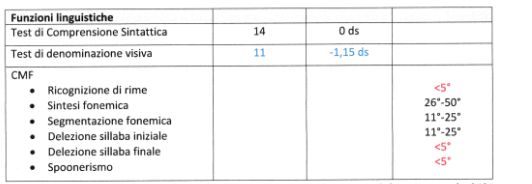 Funzioni linguistiche
Test di Comprensione Sintattica 14 0 ds
Test di denominazione visiva 11 -1,15 ds
CMF
• Ricognizione di rime <5°
• Sintesi fonemica 26°-50°
• Segmentazione fonemica 11°-25°
• Delezione sillaba iniziale 11°-25°
• Delezione sillaba finale <5°
• Spoonerismo <5°